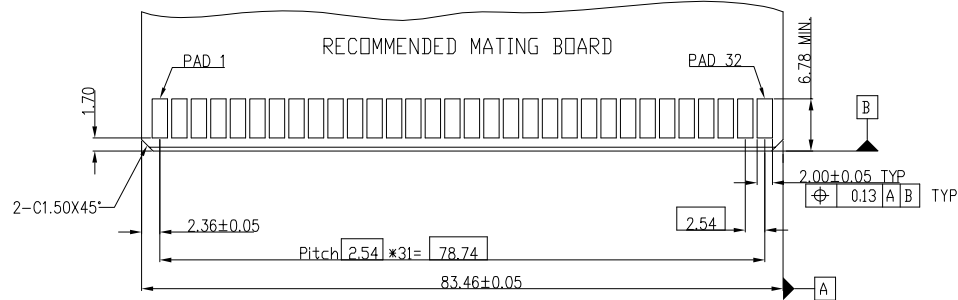 RECOMMENDED MATING BOARD
PAD 1
PAD 32
6.78 MIN.
1.70
B
2.00±0.05 TYP
⌖ 0.13 A B TYP
2-C1.50X45°
2.36±0.05
2.54
Pitch 2.54 *31= 78.74
83.46±0.05
A